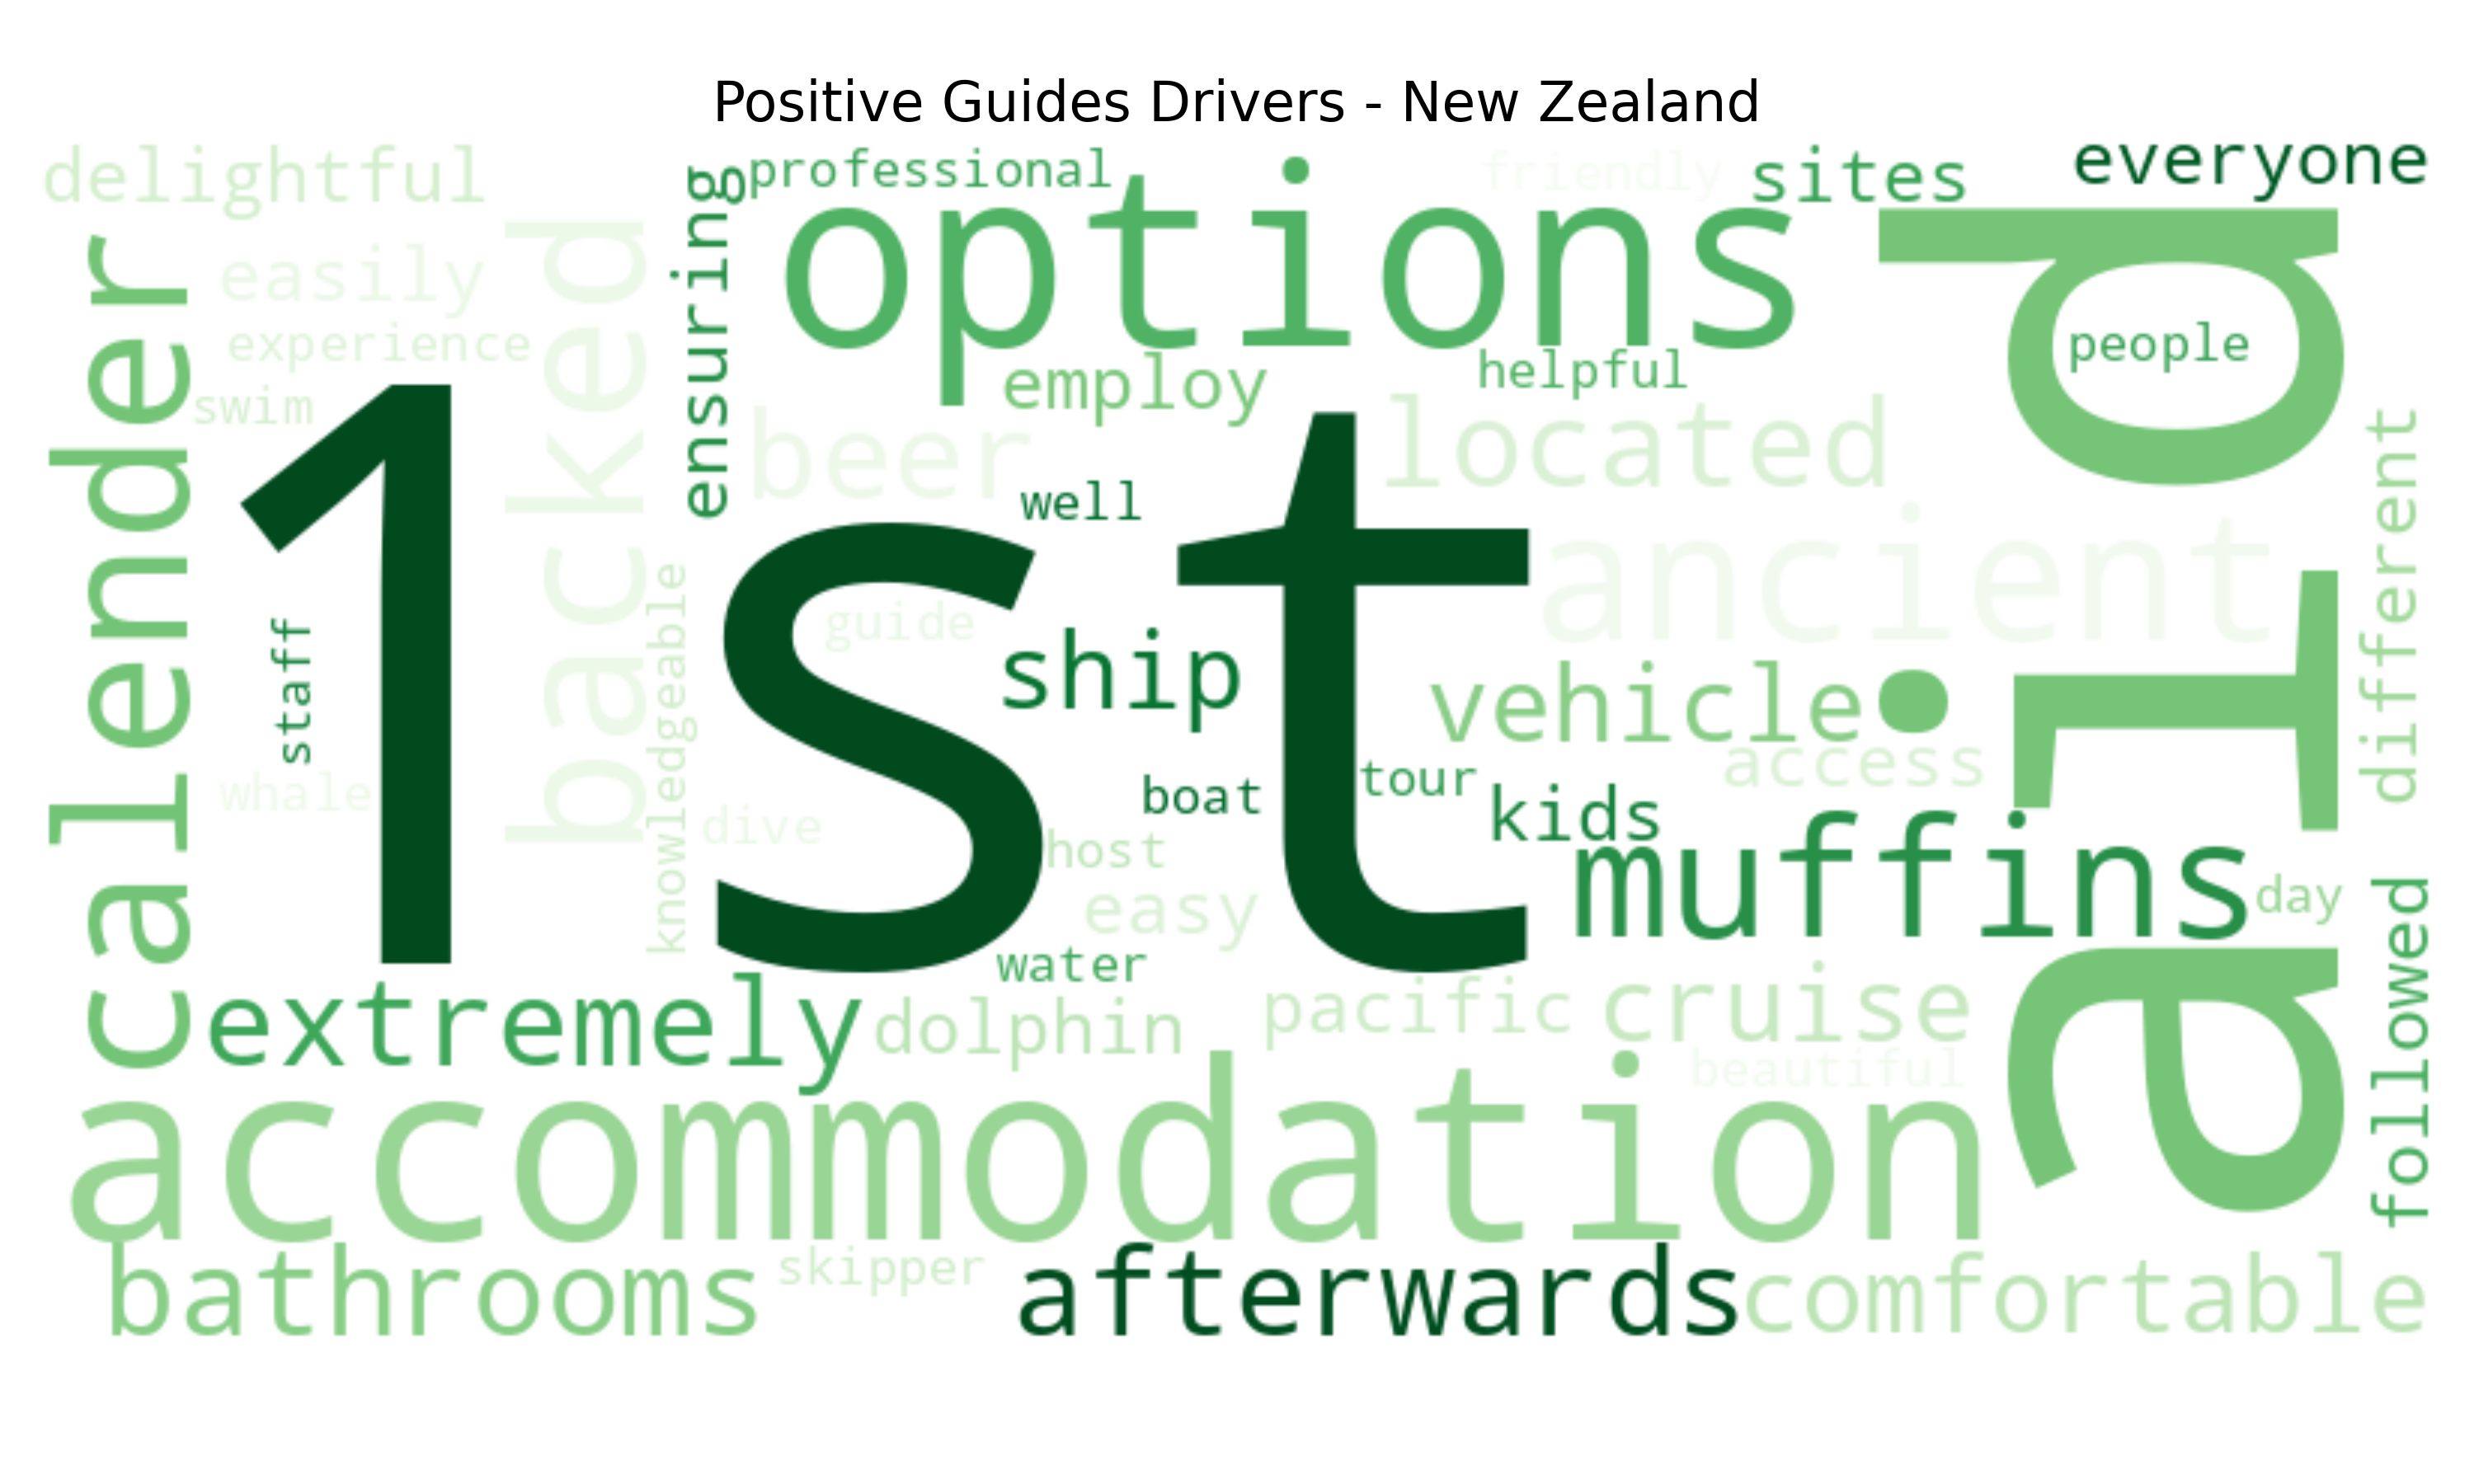 Positive Guides Drivers - New Zealand
delightful
professional
friendly
sites
everyone
easily
backed
ensuring
options
experience
swim
employ
helpful
people
calender
beer
located
different
1st
well
ancient
aid
staff
knowledgeable
guide
ship
vehicle
access
whale
dive
boat
tour
kids
host
muffins
day
easy
followed
water
extremely
dolphin
pacific
cruise
beautiful
accommodation
bathrooms
skipper
afterwards
comfortable